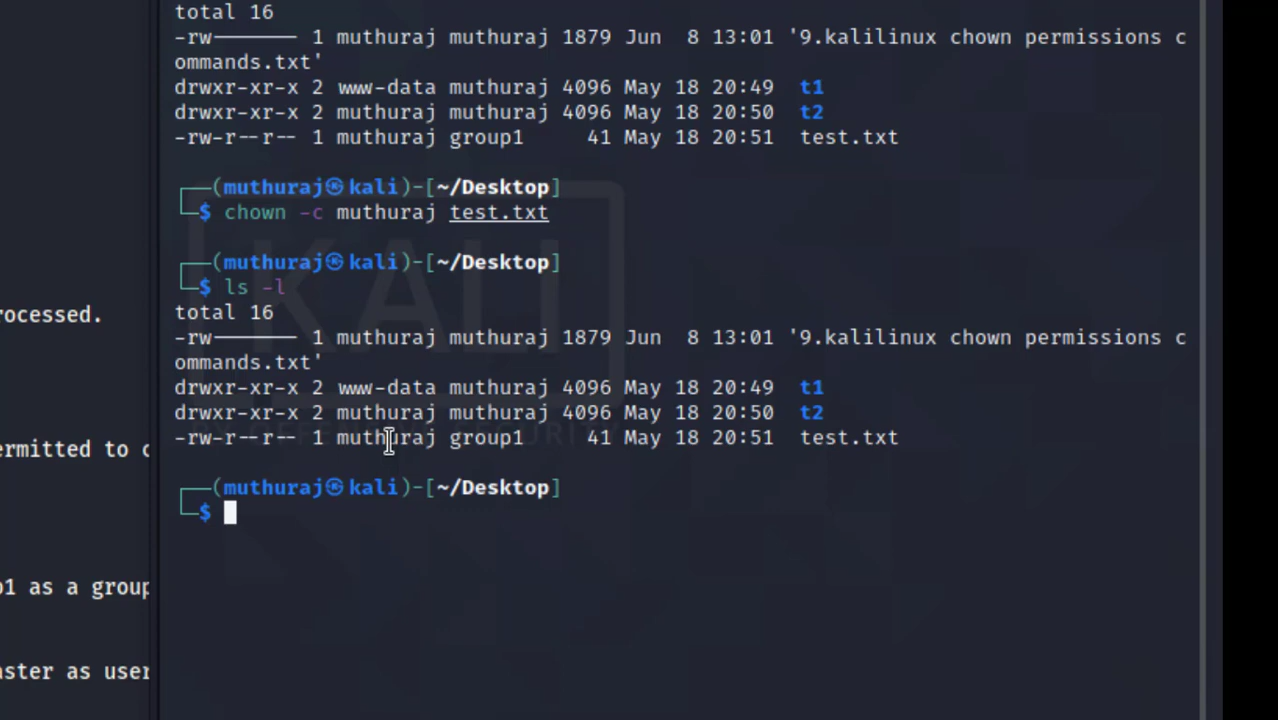 total 16
-rw------- 1 muthuraj muthuraj 1879 Jun  8 13:01 '9.kalilinux chown permissions c
ommands.txt'
drwxr-xr-x 2 www-data muthuraj 4096 May 18 20:49  t1
drwxr-xr-x 2 muthuraj muthuraj 4096 May 18 20:50  t2
-rw-r--r-- 1 muthuraj group1     41 May 18 20:51  test.txt
(muthuraj㉿kali)-[~/Desktop]
$ chown -c muthuraj test.txt
(muthuraj㉿kali)-[~/Desktop]
$ ls -l
total 16
-rw------- 1 muthuraj muthuraj 1879 Jun  8 13:01 '9.kalilinux chown permissions c
ommands.txt'
drwxr-xr-x 2 www-data muthuraj 4096 May 18 20:49  t1
drwxr-xr-x 2 muthuraj muthuraj 4096 May 18 20:50  t2
-rw-r--r-- 1 muthuraj group1     41 May 18 20:51  test.txt
(muthuraj㉿kali)-[~/Desktop]
$
ocessed.
ermitted to c
1 as a group
aster as user
KALI
BY OFFENSIVE SECURITY